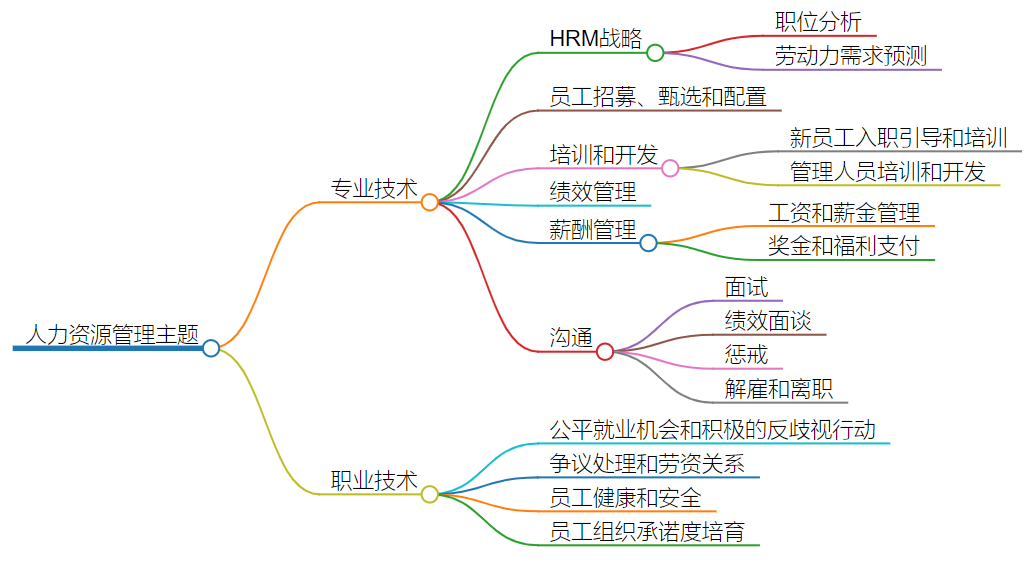 人力资源管理主题
专业技术
HRM战略
职位分析
劳动力需求预测
员工招募、甄选和配置
培训和开发
新员工入职引导和培训
管理人员培训和开发
绩效管理
薪酬管理
工资和薪金管理
奖金和福利支付
沟通
面试
绩效面谈
惩戒
解雇和离职
职业技术
公平就业机会和积极的反歧视行动
争议处理和劳资关系
员工健康和安全
员工组织承诺度培育